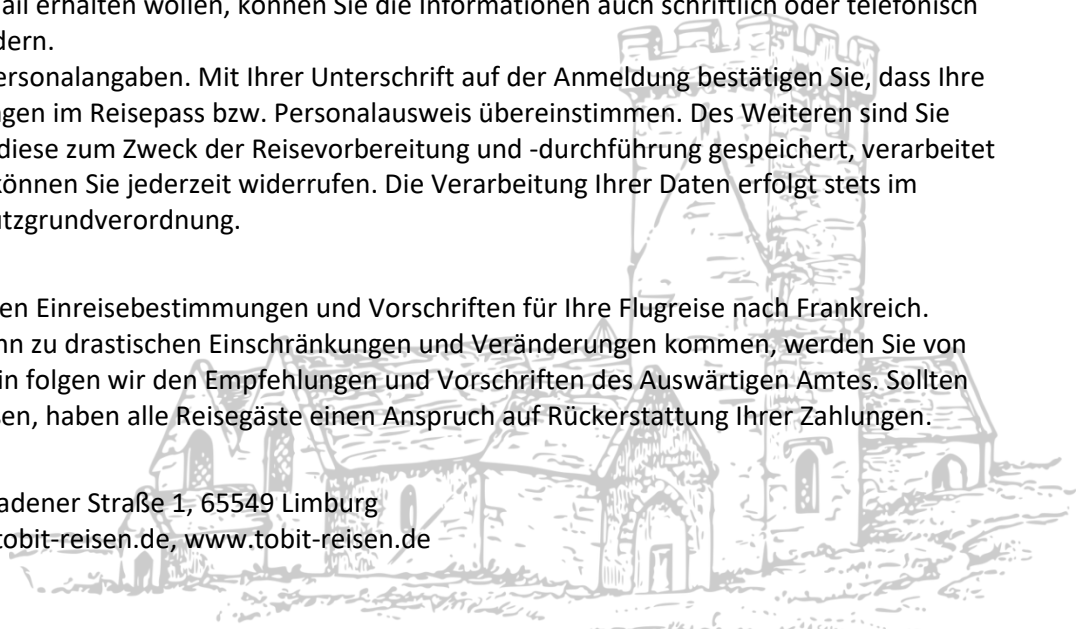 ail erhalten wollen, können Sie die Informationen auch schriftlich oder telefonisch
dern.
ersonalangaben. Mit Ihrer Unterschrift auf der Anmeldung bestätigen Sie, dass Ihre
gen im Reisepass bzw. Personalausweis übereinstimmen. Des Weiteren sind Sie
diese zum Zweck der Reisevorbereitung und -durchführung gespeichert, verarbeitet
können Sie jederzeit widerrufen. Die Verarbeitung Ihrer Daten erfolgt stets im
utzgrundverordnung.
en Einreisebestimmungen und Vorschriften für Ihre Flugreise nach Frankreich.
nn zu drastischen Einschränkungen und Veränderungen kommen, werden Sie von
in folgen wir den Empfehlungen und Vorschriften des Auswärtigen Amtes. Sollten
sen, haben alle Reisegäste einen Anspruch auf Rückerstattung Ihrer Zahlungen.
adener Straße 1, 65549 Limburg
tobit-reisen.de, www.tobit-reisen.de